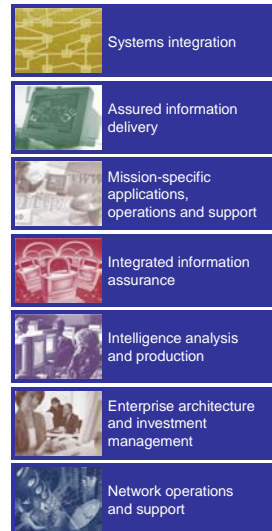 Systems integration
Assured information
delivery
Mission-specific
applications,
operations and support
Integrated information
assurance
Intelligence analysis
and production
Enterprise architecture
and investment
management
Network operations
and support